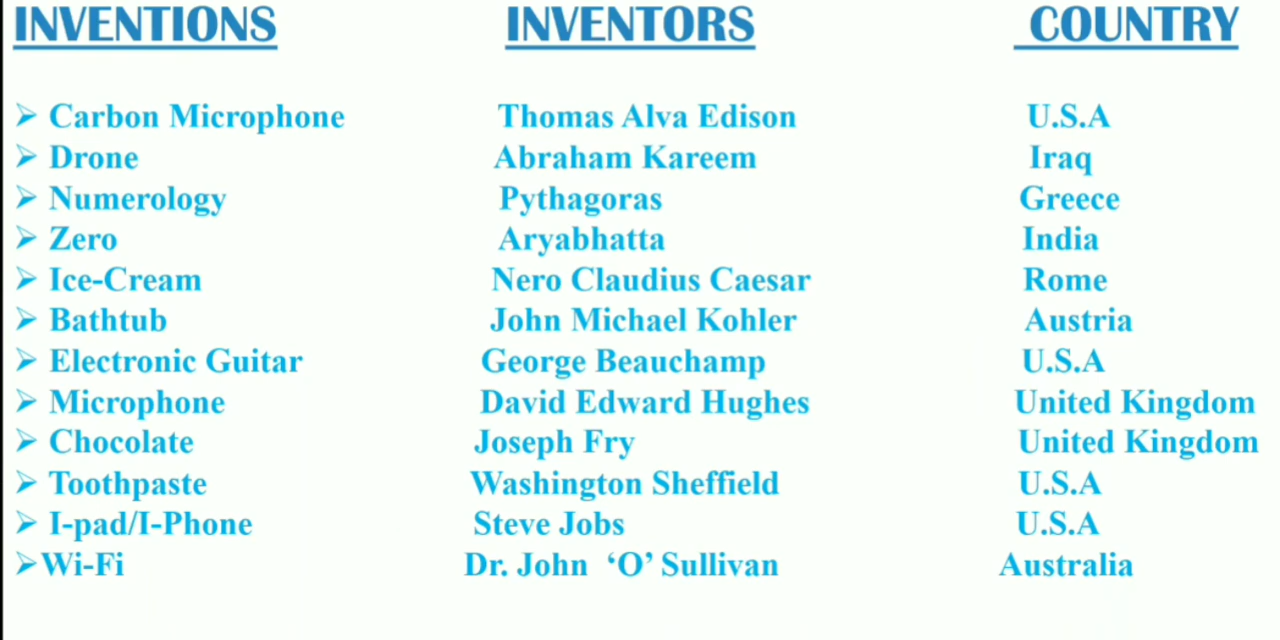 INVENTIONS INVENTORS COUNTRY
➢ Carbon Microphone Thomas Alva Edison U.S.A
➢ Drone Abraham Kareem Iraq
➢ Numerology Pythagoras Greece
➢ Zero Aryabhatta India
➢ Ice-Cream Nero Claudius Caesar Rome
➢ Bathtub John Michael Kohler Austria
➢ Electronic Guitar George Beauchamp U.S.A
➢ Microphone David Edward Hughes United Kingdom
➢ Chocolate Joseph Fry United Kingdom
➢ Toothpaste Washington Sheffield U.S.A
➢ I-pad/I-Phone Steve Jobs U.S.A
➢Wi-Fi Dr. John ‘O’ Sullivan Australia